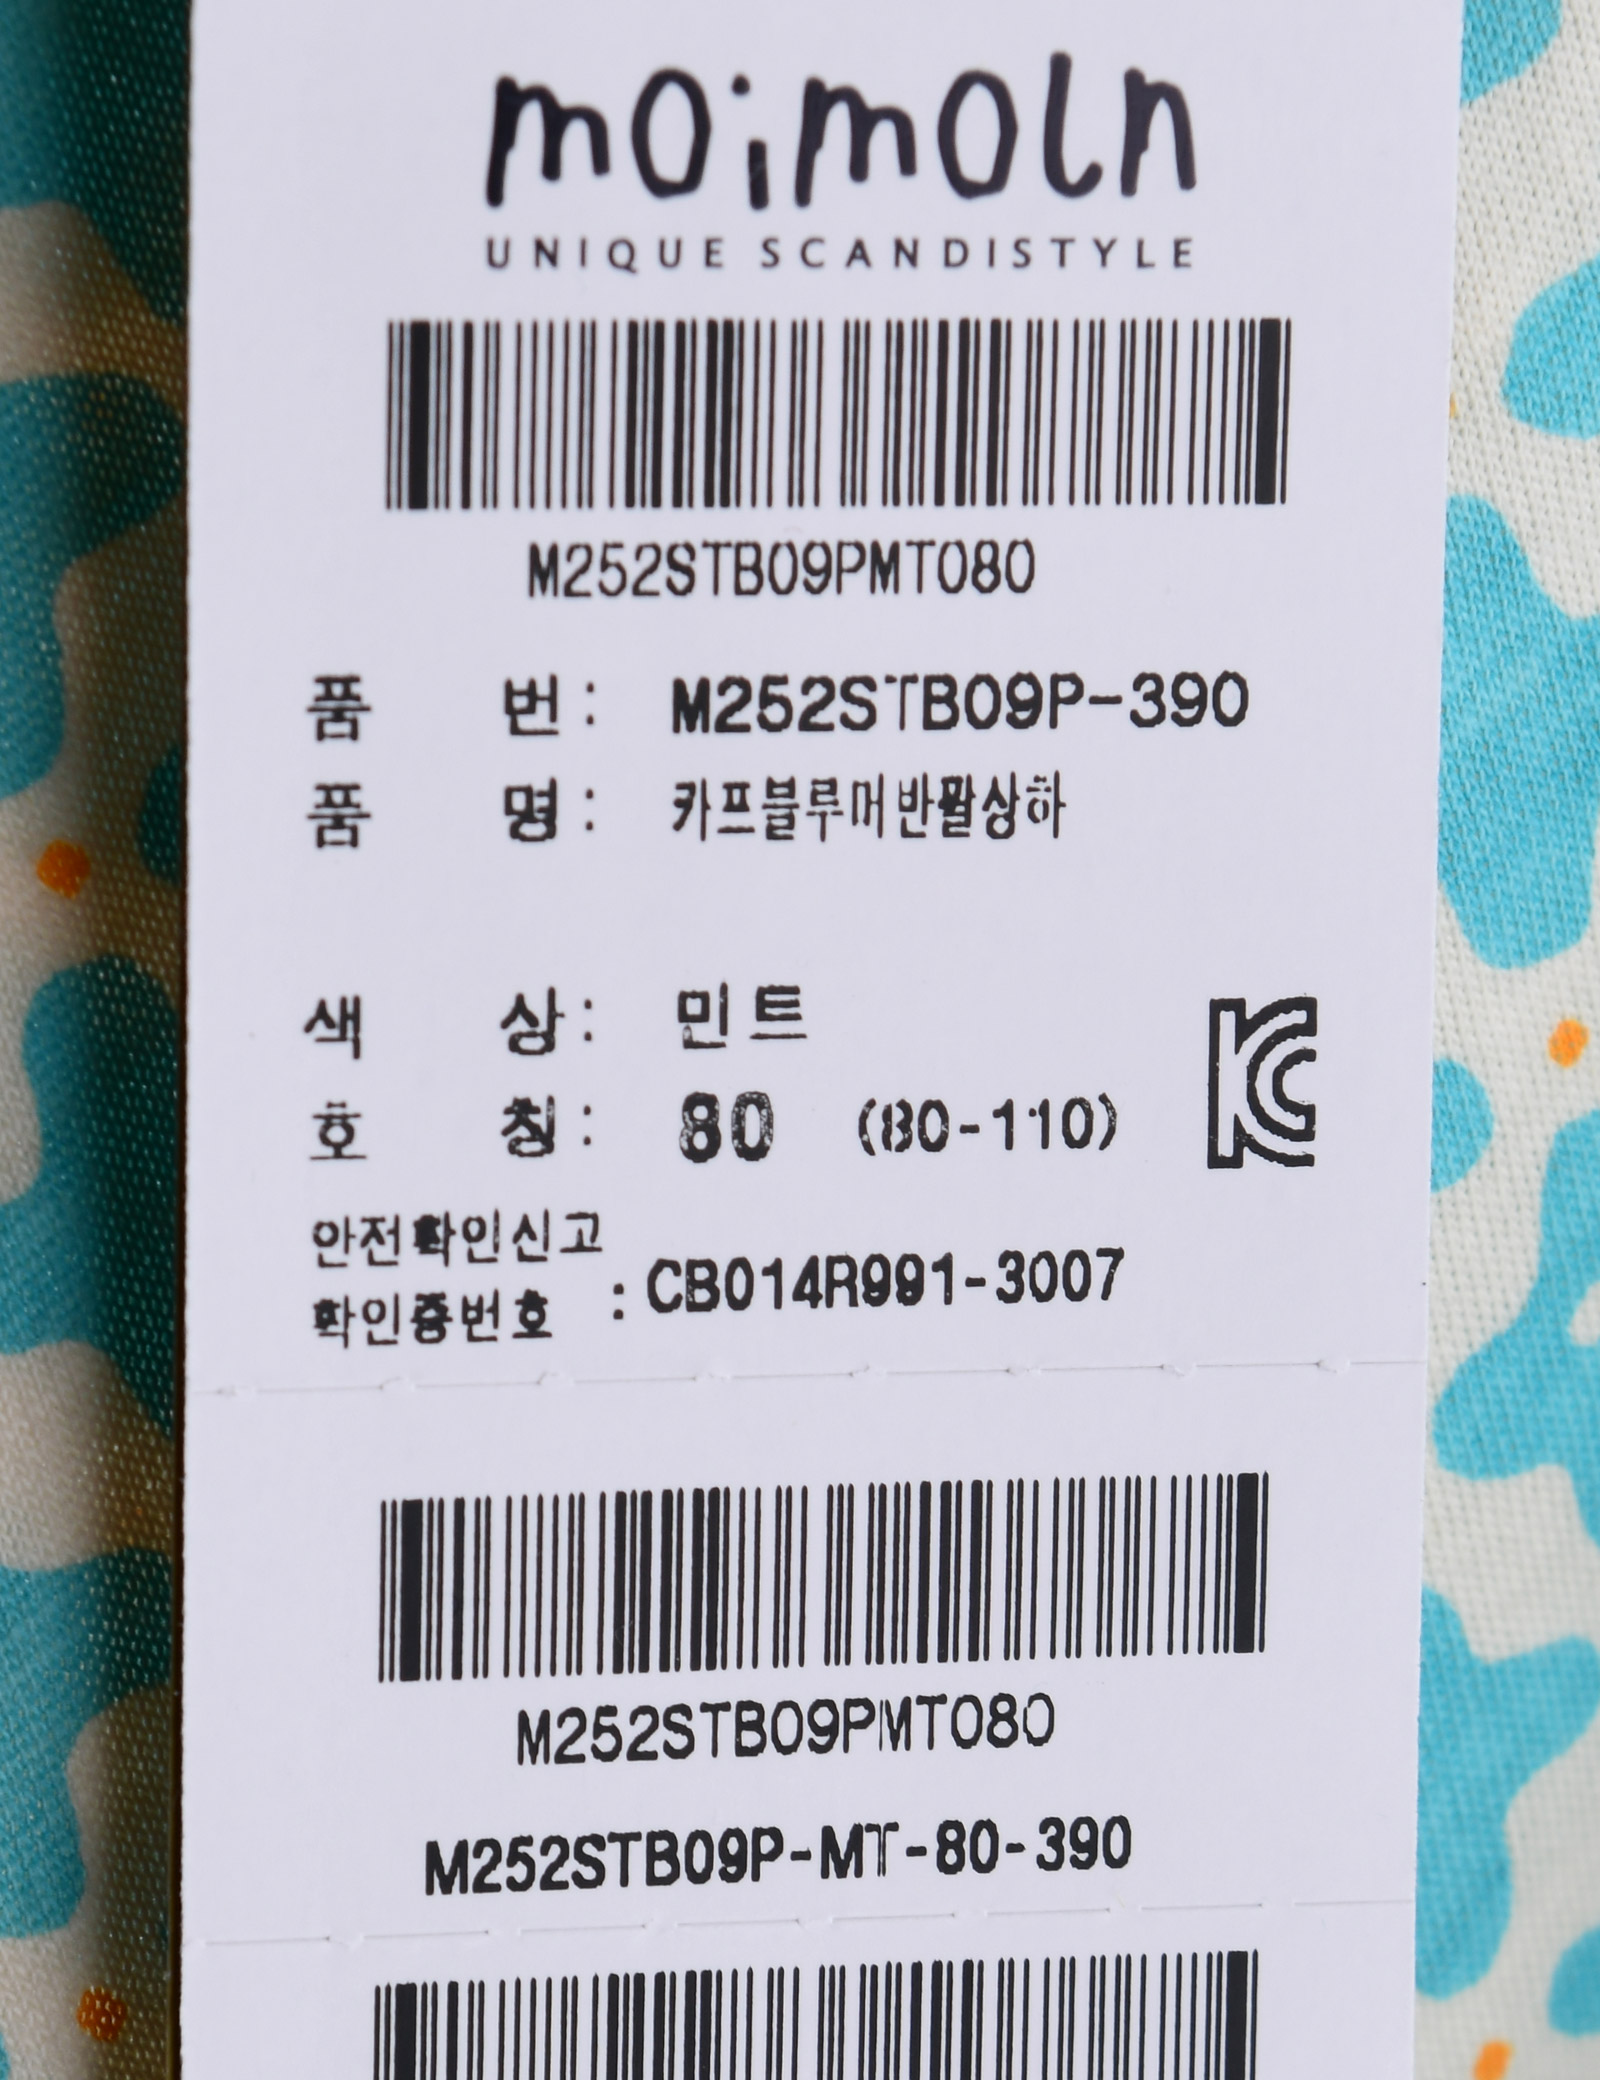 moimoln
UNIQUE SCANDISTYLE
M252STB09PMT080
품 번 : M252STB09P-390
품 명 : 카프블루머반팔상하
색 상 : 민트
호 칭 : 80 (80-110)
KC
안전확인신고
확인증번호 : CB014R991-3007
M252STB09PMT080
M252STB09P-MT-80-390